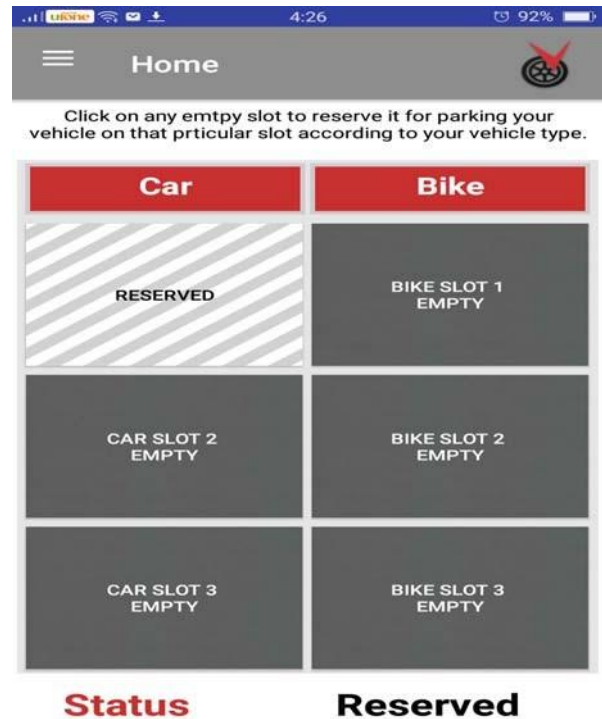 ufone 4:26 92%
Home
Click on any emtpy slot to reserve it for parking your
vehicle on that prticular slot according to your vehicle type.
Car Bike
RESERVED
BIKE SLOT 1
EMPTY
CAR SLOT 2
EMPTY
BIKE SLOT 2
EMPTY
CAR SLOT 3
EMPTY
BIKE SLOT 3
EMPTY
Status Reserved